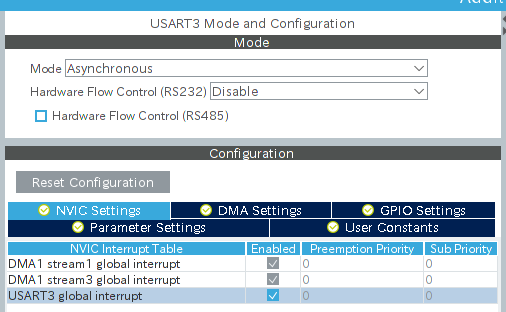 USART3 Mode and Configuration
Mode
Mode Asynchronous
Hardware Flow Control (RS232) Disable
Hardware Flow Control (RS485)
Configuration
Reset Configuration
NVIC Settings DMA Settings GPIO Settings
Parameter Settings User Constants
NVIC Interrupt Table Enabled Preemption Priority Sub Priority
DMA1 stream1 global interrupt 0 0
DMA1 stream3 global interrupt 0 0
USART3 global interrupt 0 0